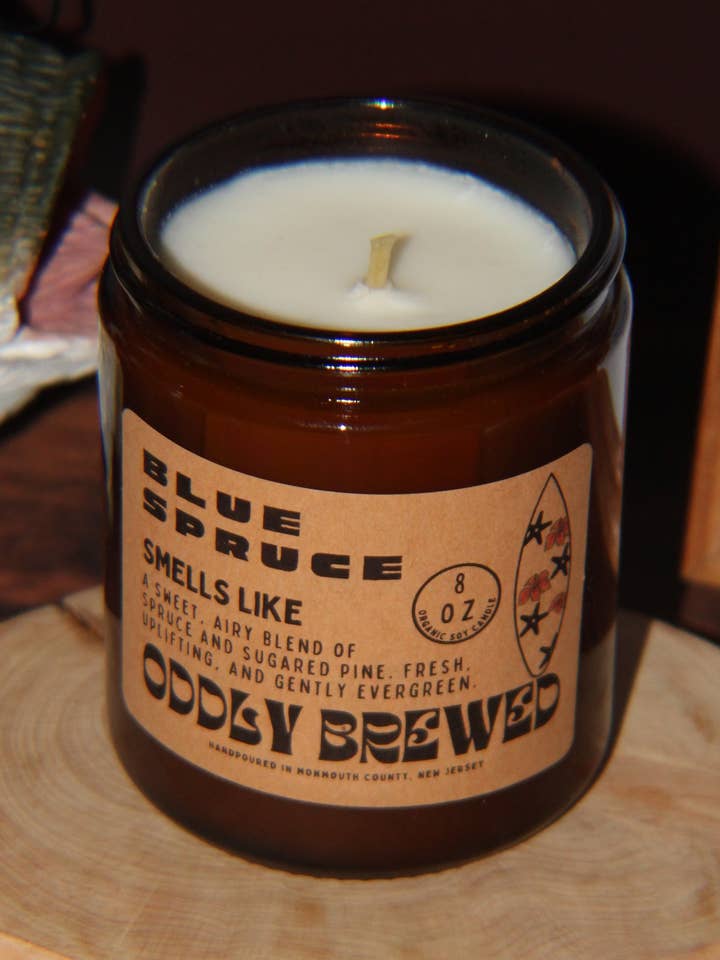 BLUE
SPRUCE
SMELLS LIKE
A SWEET, AIRY BLEND OF
SPRUCE AND SUGARED PINE. FRESH,
UPLIFTING, AND GENTLY EVERGREEN.
8
OZ
ORGANIC SOY CANDLE
ODDLY BREWED
HANDPOURED IN MONMOUTH COUNTY, NEW JERSEY